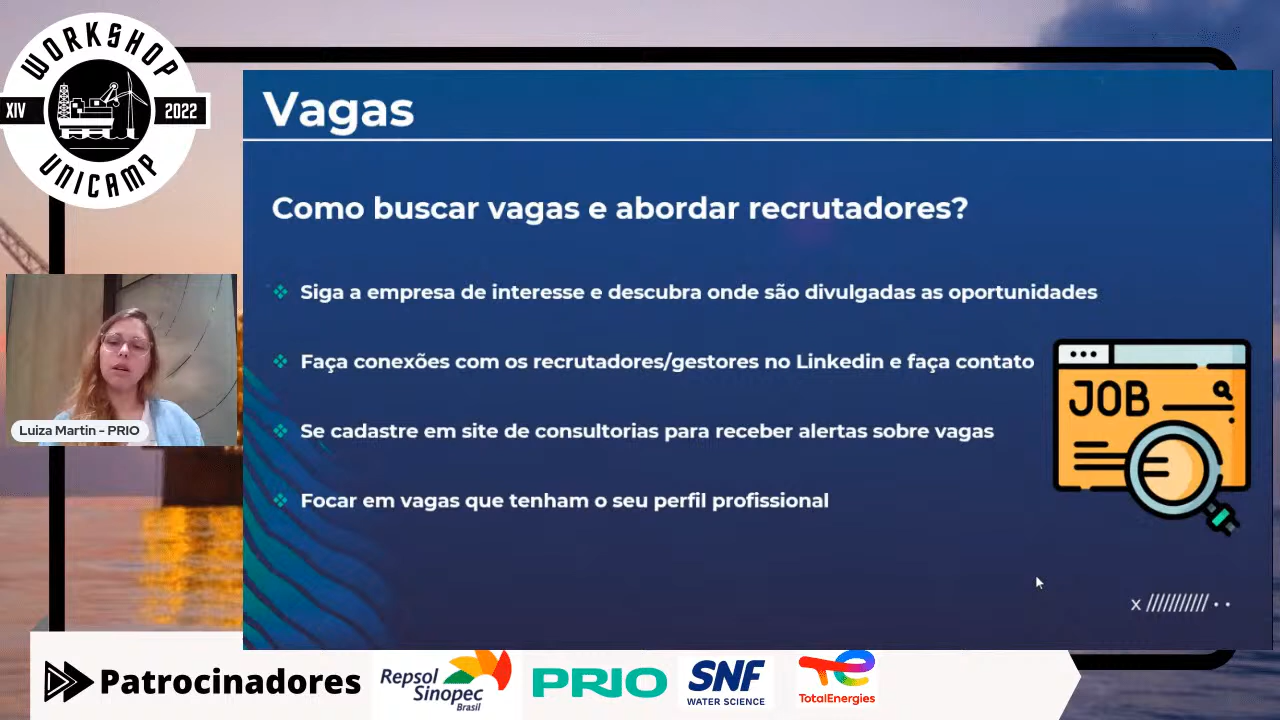 WORKSHOP
XIV
2022
UNICAMP
Vagas
Como buscar vagas e abordar recrutadores?
Siga a empresa de interesse e descubra onde são divulgadas as oportunidades
Faça conexões com os recrutadores/gestores no Linkedin e faça contato
Se cadastre em site de consultorias para receber alertas sobre vagas
Focar em vagas que tenham o seu perfil profissional
JOB
Luiza Martin - PRIO
x /////////// • •
Patrocinadores
Repsol
Sinopec
Brasil
PRIO
SNF
WATER SCIENCE
TotalEnergies